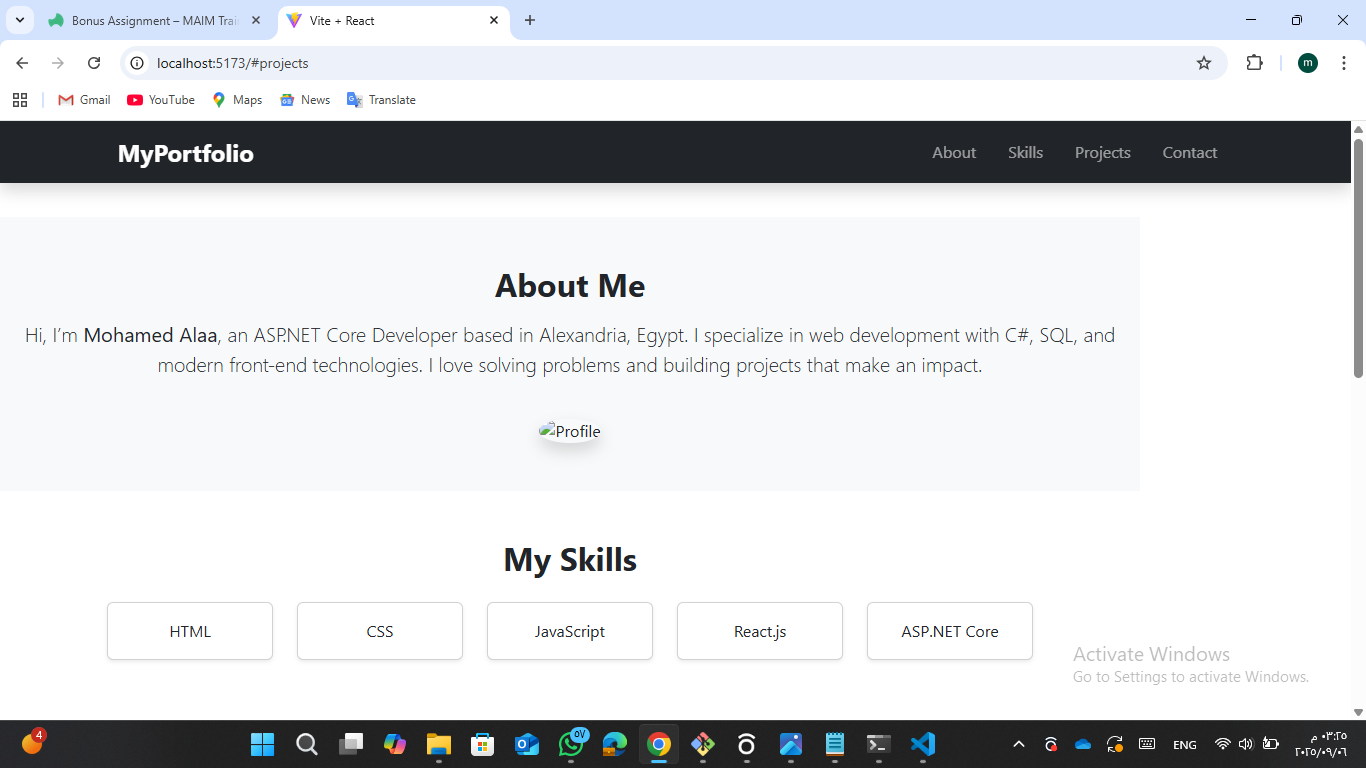 Bonus Assignment – MAIM Trai
Vite + React
localhost:5173/#projects
m
Gmail
YouTube
Maps
News
Translate
MyPortfolio
About
Skills
Projects
Contact
About Me
Hi, I’m Mohamed Alaa, an ASP.NET Core Developer based in Alexandria, Egypt. I specialize in web development with C#, SQL, and
modern front-end technologies. I love solving problems and building projects that make an impact.
Profile
My Skills
HTML
CSS
JavaScript
React.js
ASP.NET Core
Activate Windows
Go to Settings to activate Windows.
4
٥٧
ENG
٠٣:٢٥ م
٢٠٢٥/٠٩/٠٦